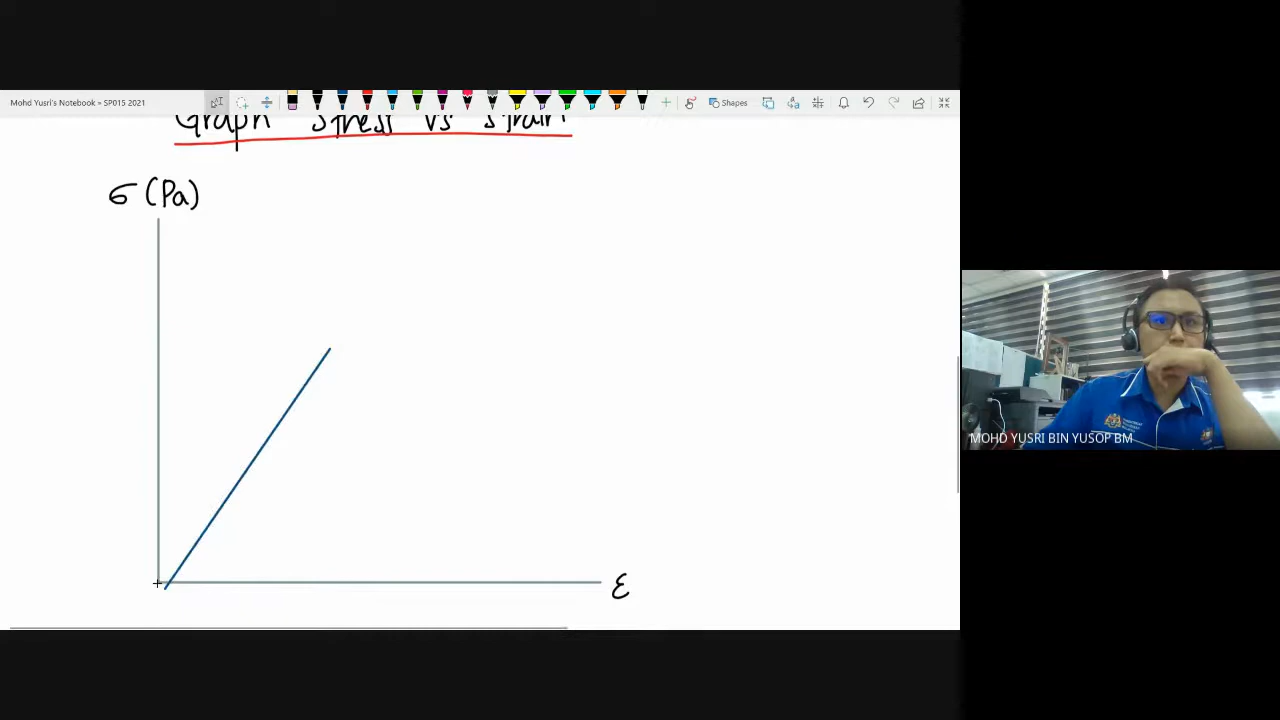 Mohd Yusri's Notebook » SP015 2021
Shapes
Graph Stress vs Strain
σ (Pa)
ε
MOHD YUSRI BIN YUSOP BM